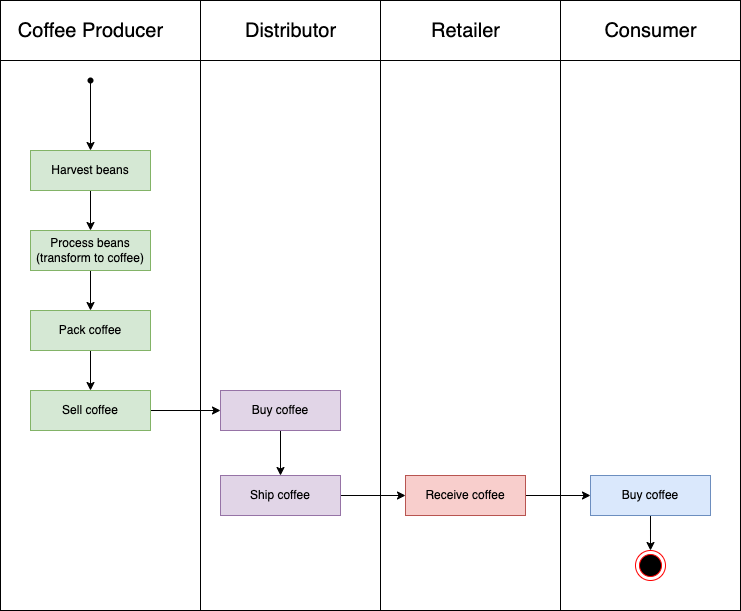 Coffee Producer
Distributor
Retailer
Consumer
Harvest beans
Process beans
(transform to coffee)
Pack coffee
Sell coffee
Buy coffee
Ship coffee
Receive coffee
Buy coffee